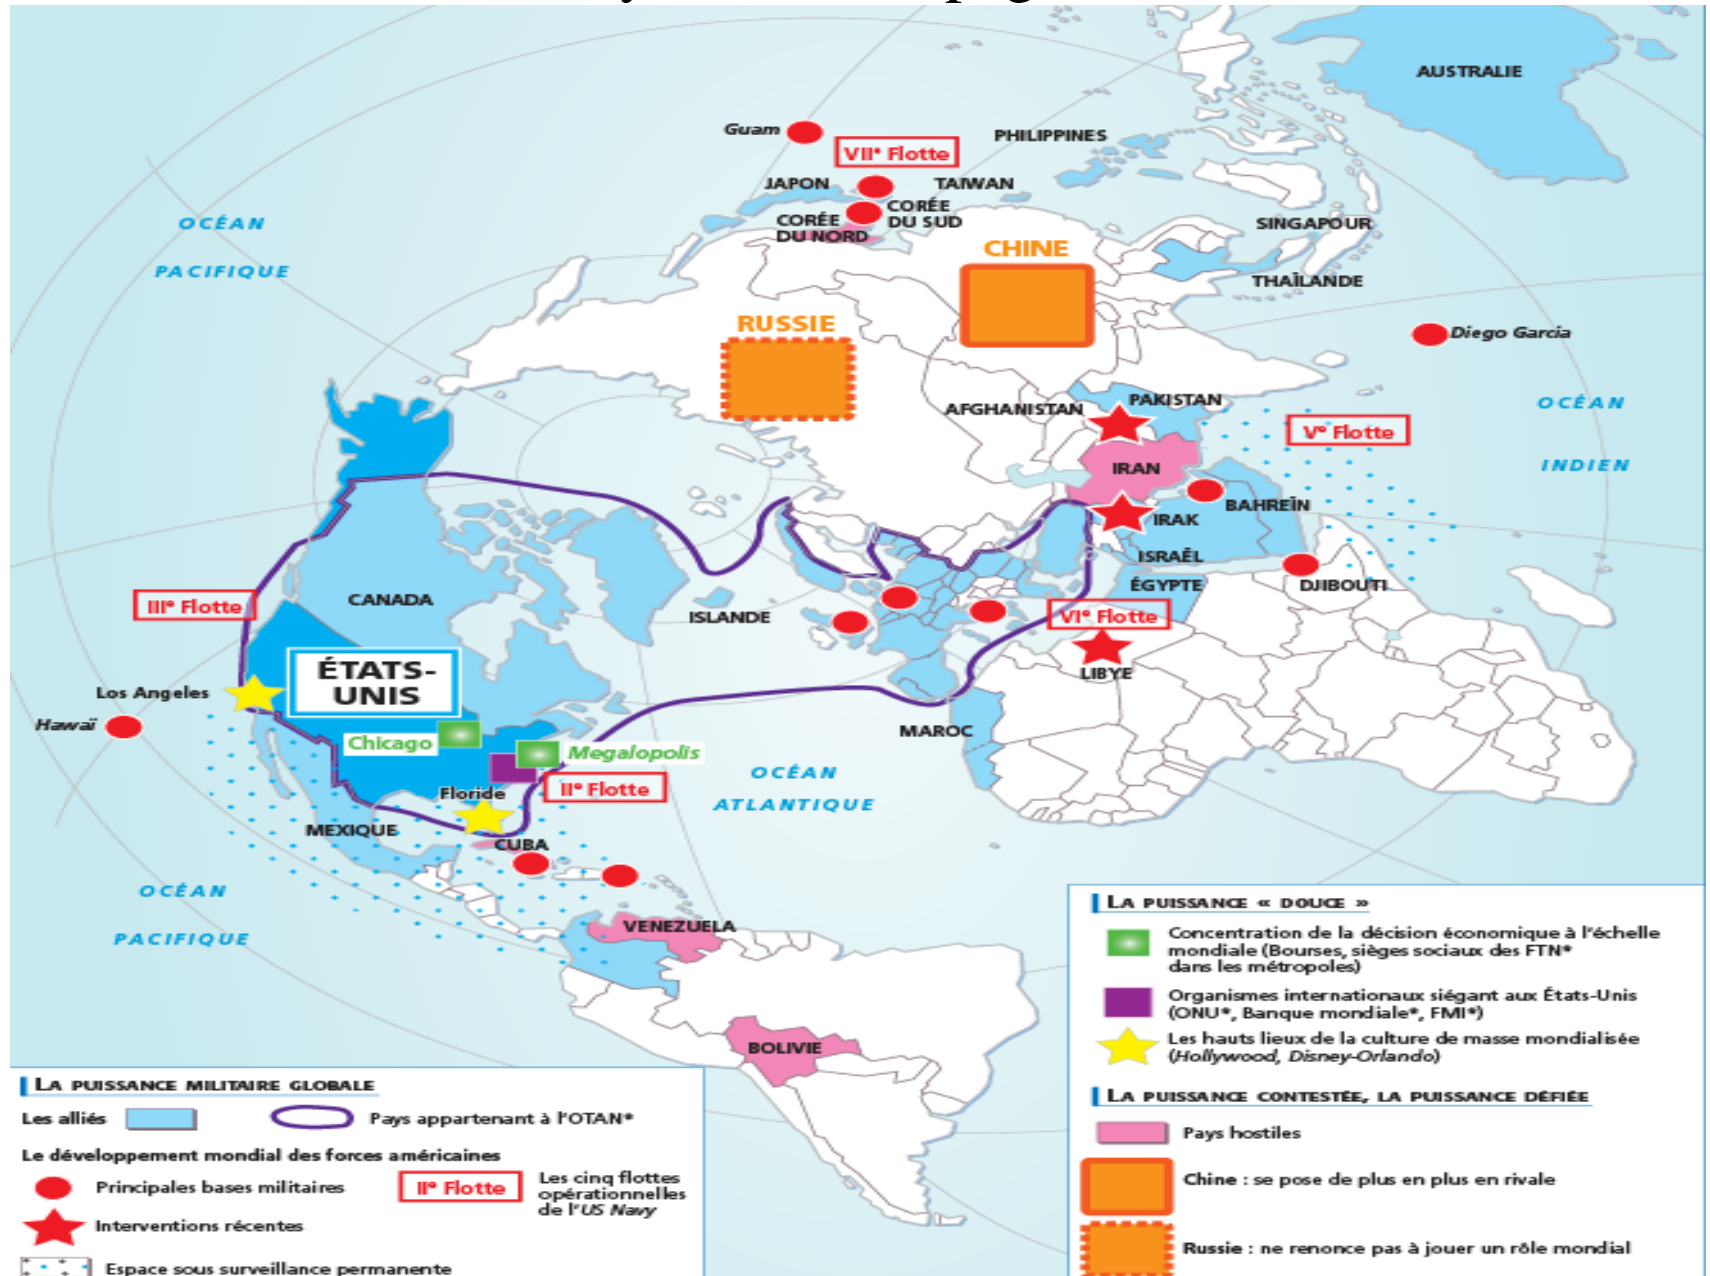 AUSTRALIE
Guam
VIIe Flotte
PHILIPPINES
JAPON
TAIWAN
CORÉE
DU SUD
CORÉE
DU NORD
OCÉAN
PACIFIQUE
SINGAPOUR
CHINE
THAÏLANDE
RUSSIE
Diego Garcia
PAKISTAN
AFGHANISTAN
OCÉAN
INDIEN
Ve Flotte
IRAN
BAHREÏN
IRAK
ISRAËL
ÉGYPTE
DJIBOUTI
CANADA
IIIe Flotte
ISLANDE
VIe Flotte
LIBYE
ÉTATS-
UNIS
Los Angeles
Hawaï
MAROC
Chicago
Megalopolis
OCÉAN
ATLANTIQUE
IIe Flotte
Floride
MEXIQUE
CUBA
OCÉAN
PACIFIQUE
VENEZUELA
BOLIVIE
LA PUISSANCE MILITAIRE GLOBALE
Les alliés
Pays appartenant à l'OTAN*
Le développement mondial des forces américaines
Principales bases militaires
IIe Flotte
Les cinq flottes
opérationnelles
de l'US Navy
Interventions récentes
Espace sous surveillance permanente
LA PUISSANCE « DOUCE »
Concentration de la décision économique à l'échelle
mondiale (Bourses, sièges sociaux des FTN*
dans les métropoles)
Organismes internationaux siégant aux États-Unis
(ONU*, Banque mondiale*, FMI*)
Les hauts lieux de la culture de masse mondialisée
(Hollywood, Disney-Orlando)
LA PUISSANCE CONTESTÉE, LA PUISSANCE DÉFIÉE
Pays hostiles
Chine : se pose de plus en plus en rivale
Russie : ne renonce pas à jouer un rôle mondial